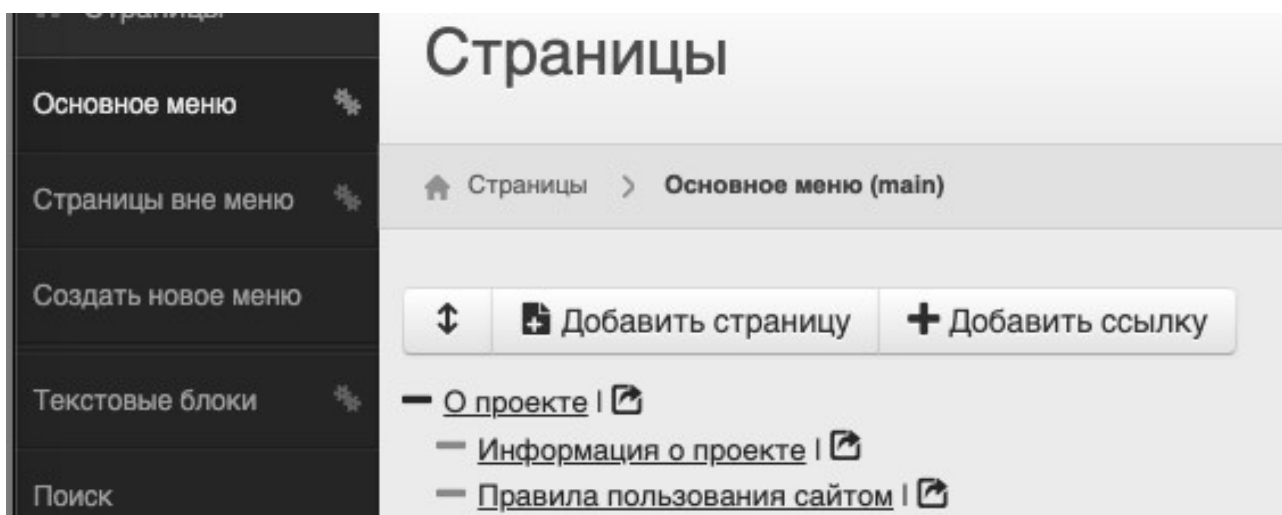 Страницы
Основное меню
Страницы вне меню
Создать новое меню
Текстовые блоки
Поиск
Страницы
Страницы > Основное меню (main)
Добавить страницу
Добавить ссылку
О проекте |
Информация о проекте |
Правила пользования сайтом |